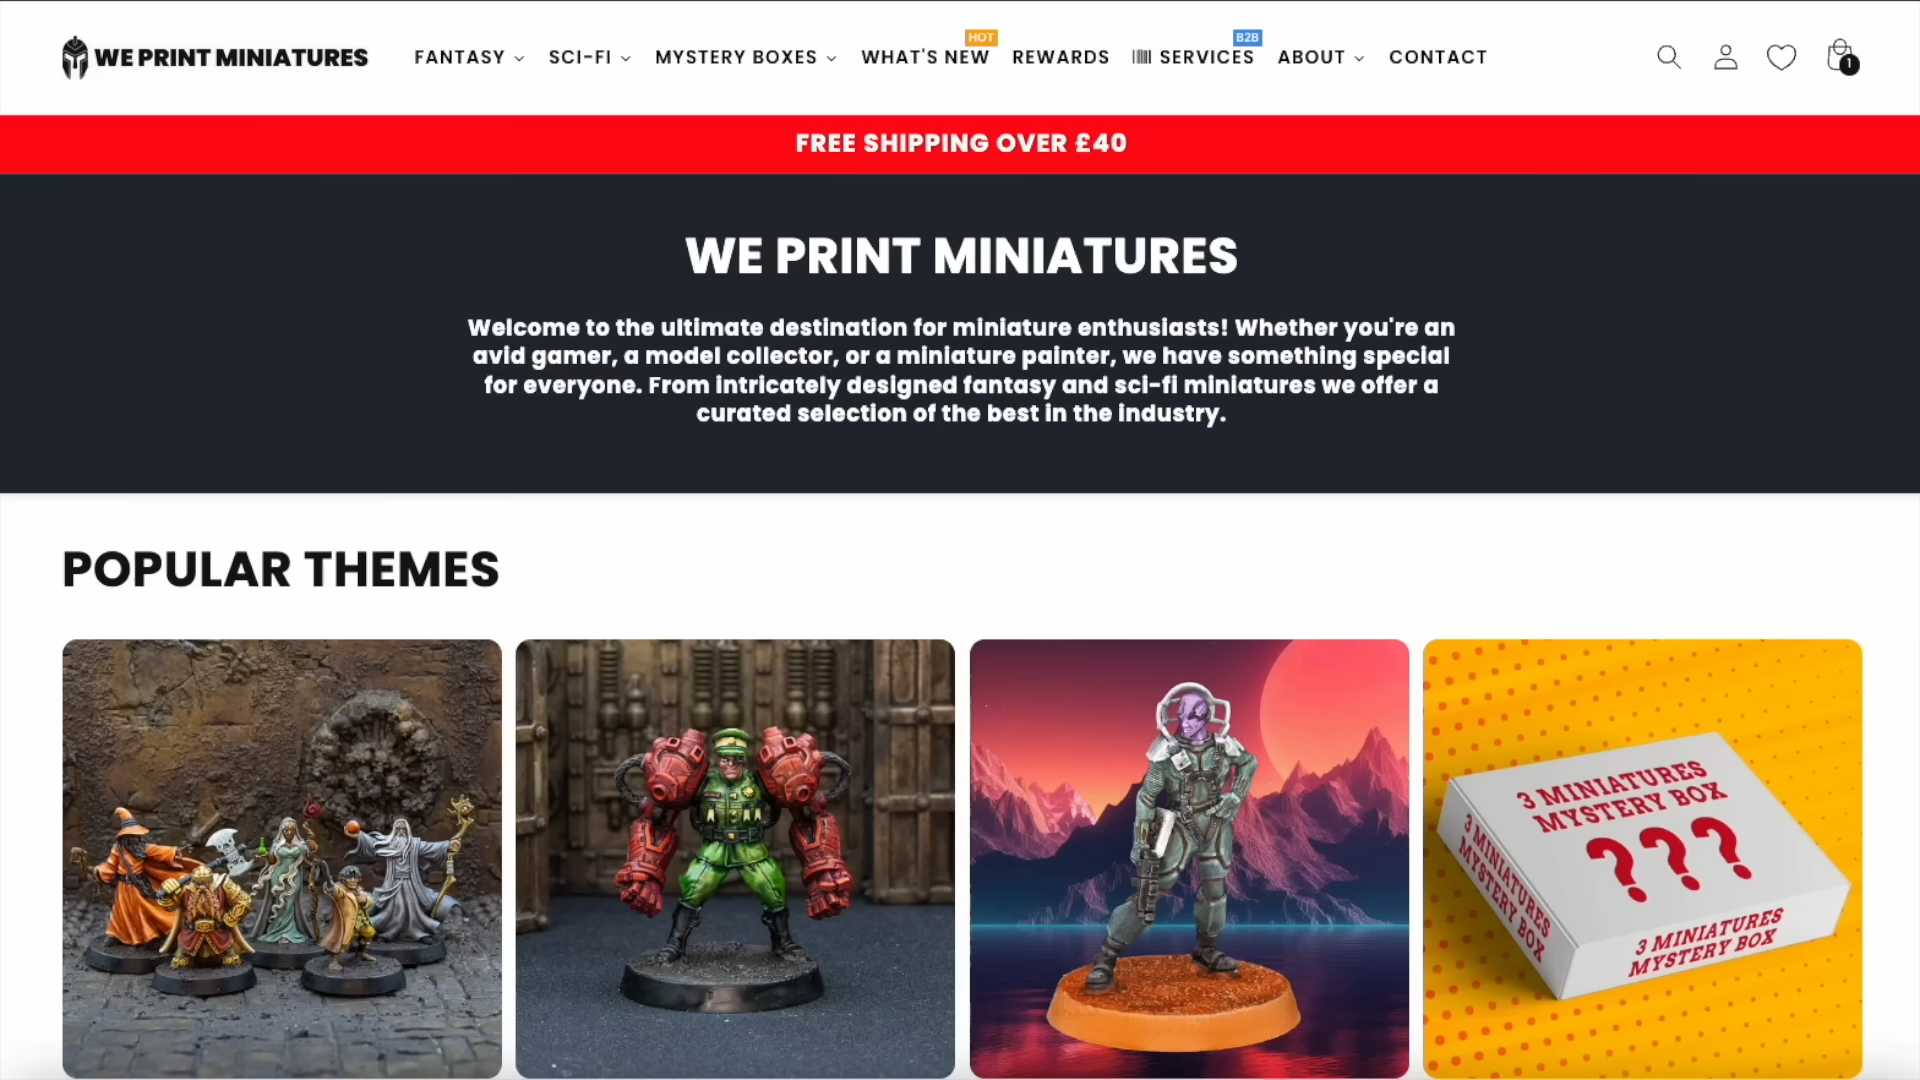 WE PRINT MINIATURES
FANTASY
SCI-FI
MYSTERY BOXES
WHAT'S NEW
HOT
REWARDS
SERVICES
B2B
ABOUT
CONTACT
1
FREE SHIPPING OVER £40
WE PRINT MINIATURES
Welcome to the ultimate destination for miniature enthusiasts! Whether you're an
avid gamer, a model collector, or a miniature painter, we have something special
for everyone. From intricately designed fantasy and sci-fi miniatures we offer a
curated selection of the best in the industry.
POPULAR THEMES
3 MINIATURES
MYSTERY BOX
???
3 MINIATURES
MYSTERY BOX
3 MINIATURES
MYSTERY BOX